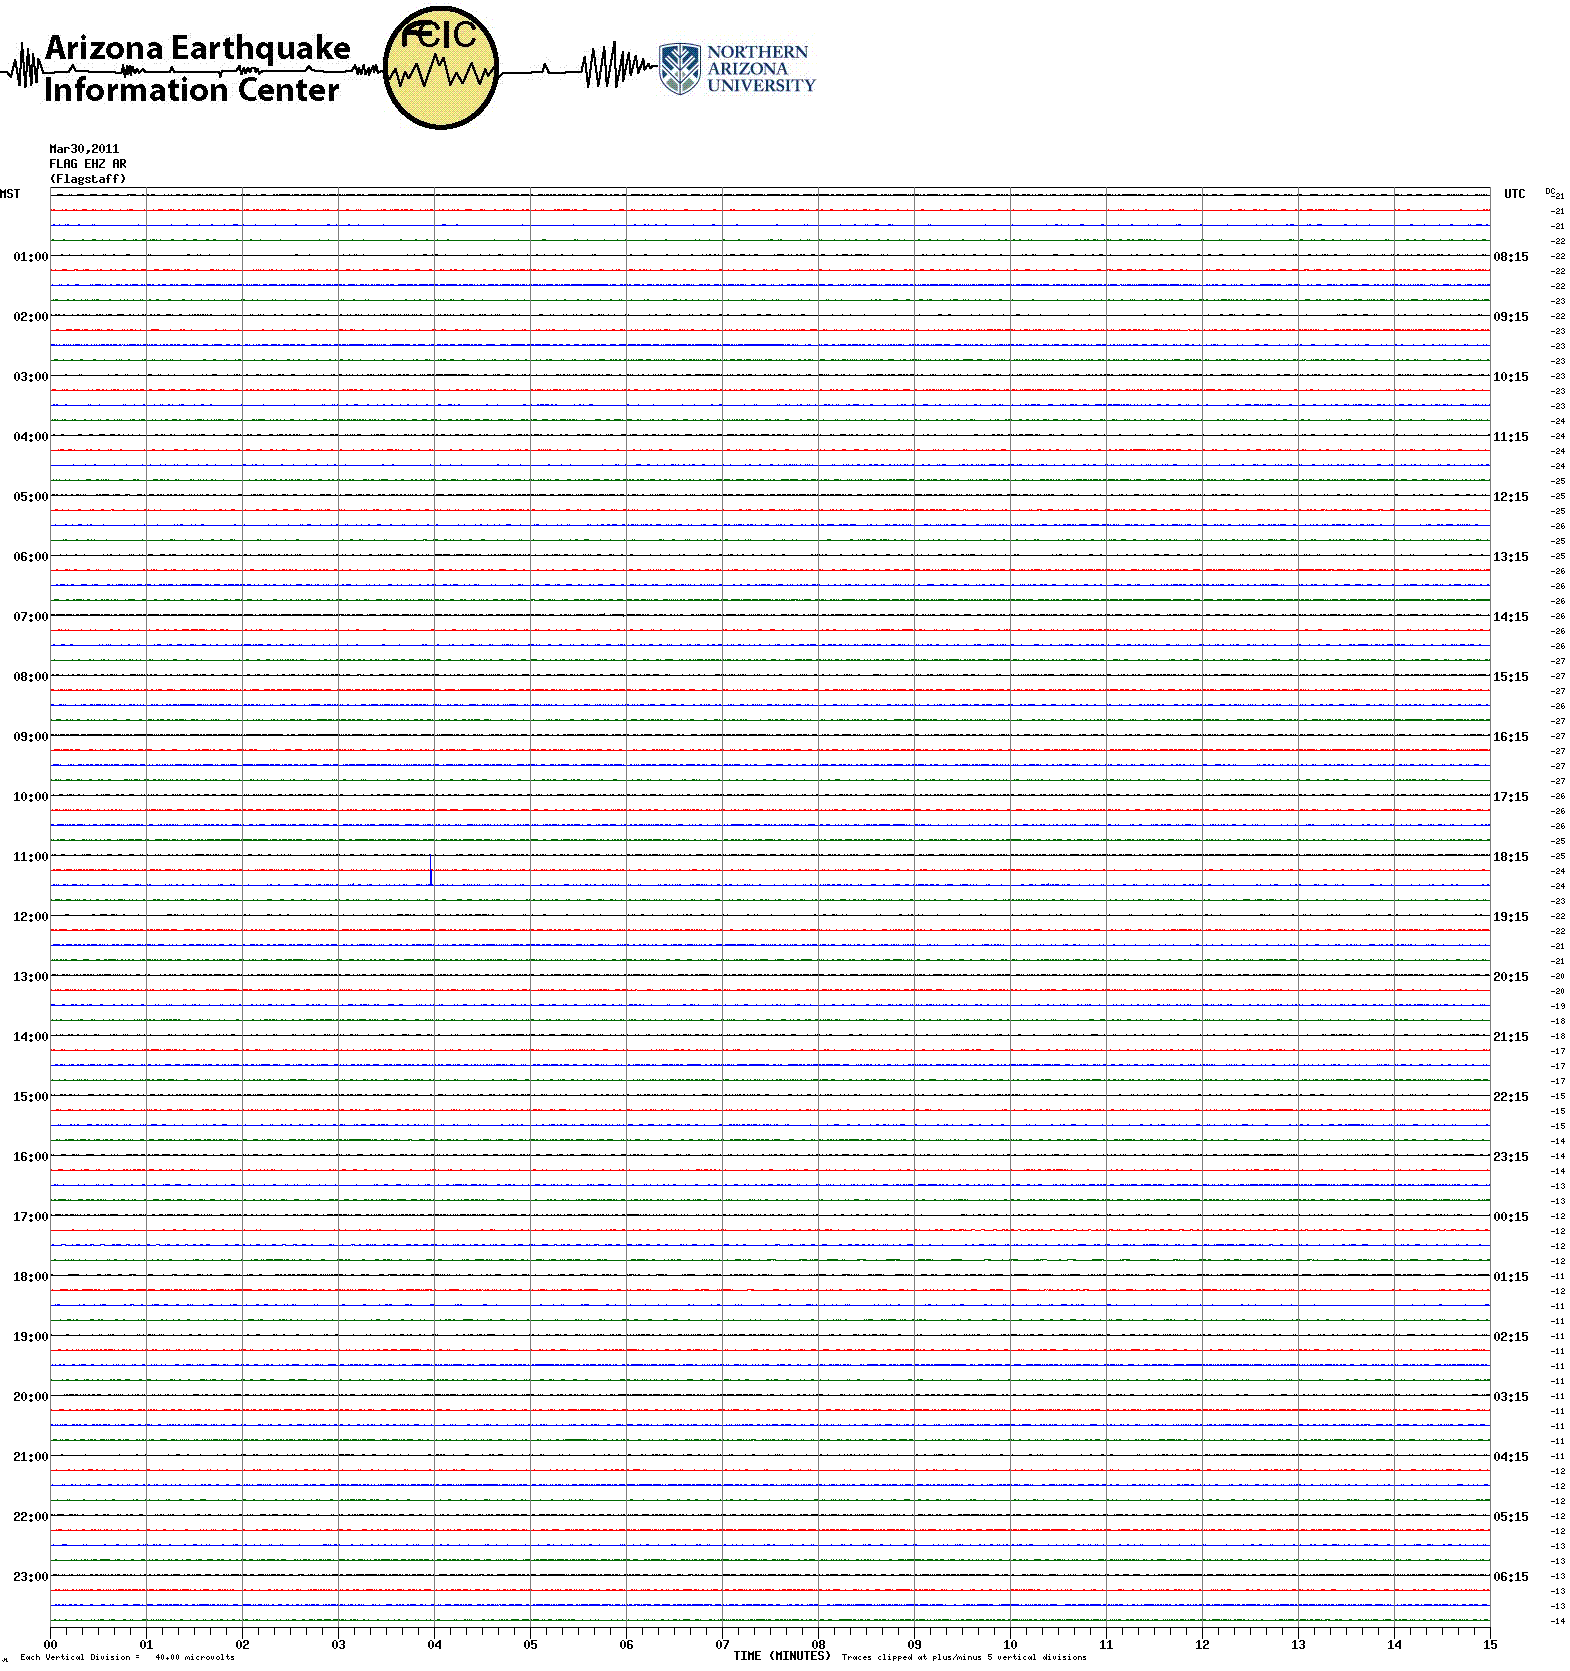 Arizona Earthquake
Information Center
ÆIC
NORTHERN
ARIZONA
UNIVERSITY
Mar30,2011
FLAG EHZ AR
(Flagstaff)
MST UTC DC
-21
-21
-21
-22
01:00 08:15 -22
-22
-22
-23
02:00 09:15 -22
-23
-23
-23
03:00 10:15 -23
-23
-23
-24
04:00 11:15 -24
-24
-24
-25
05:00 12:15 -25
-25
-26
-25
06:00 13:15 -25
-26
-26
-26
07:00 14:15 -26
-26
-26
-27
08:00 15:15 -27
-27
-26
-27
09:00 16:15 -27
-27
-27
-27
10:00 17:15 -26
-26
-26
-25
11:00 18:15 -25
-24
-24
-23
12:00 19:15 -22
-22
-21
-21
13:00 20:15 -20
-20
-19
-18
14:00 21:15 -18
-17
-17
-17
15:00 22:15 -15
-15
-15
-14
16:00 23:15 -14
-14
-13
-13
17:00 00:15 -12
-12
-12
-12
18:00 01:15 -11
-12
-11
-11
19:00 02:15 -11
-11
-11
-11
20:00 03:15 -11
-11
-11
-11
21:00 04:15 -11
-12
-12
-12
22:00 05:15 -12
-12
-13
-13
23:00 06:15 -13
-13
-13
-14
00 01 02 03 04 05 06 07 08 09 10 11 12 13 14 15
TIME (MINUTES)
Each Vertical Division = 40.00 microvolts
Traces clipped at plus/minus 5 vertical divisions